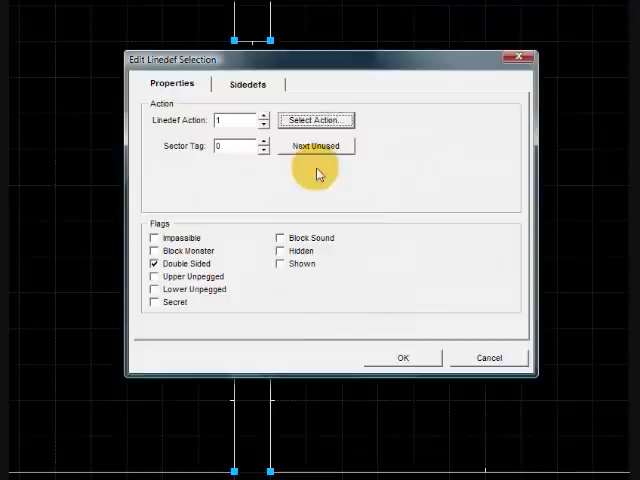 Edit Linedef Selection
Properties
Sidedefs
Action
Linedef Action: 1 Select Action...
Sector Tag: 0 Next Unused
Flags
Impassible Block Sound
Block Monster Hidden
Double Sided Shown
Upper Unpegged
Lower Unpegged
Secret
OK Cancel